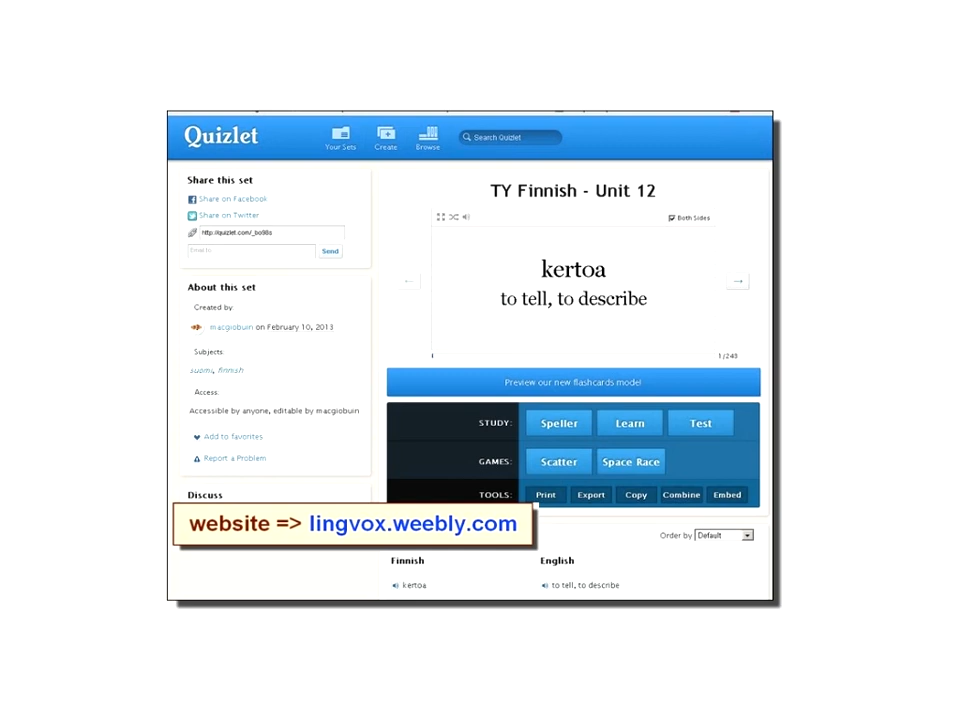 Quizlet
Your Sets
Create
Browse
Search Quizlet
Share this set
Share on Facebook
Share on Twitter
http://quizlet.com/_bo98s
Email to
Send
About this set
Created by:
macgiobuin on February 10, 2013
Subjects:
suomi, finnish
Access:
Accessible by anyone, editable by macgiobuin
Add to favorites
Report a Problem
Discuss
TY Finnish - Unit 12
Both Sides
kertoa
to tell, to describe
1/243
Preview our new flashcards mode!
STUDY: Speller Learn Test
GAMES: Scatter Space Race
TOOLS: Print Export Copy Combine Embed
website => lingvox.weebly.com
Order by Default
Finnish English
kertoa to tell, to describe